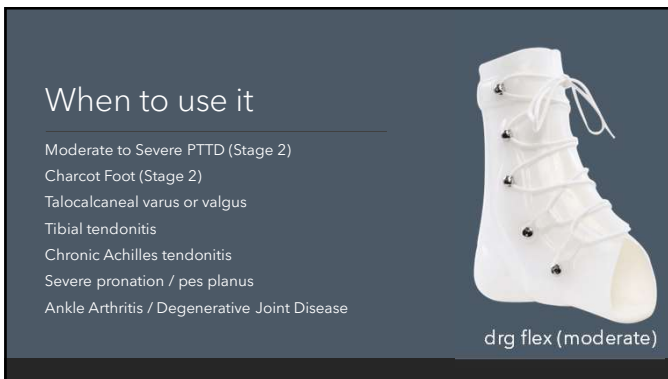 When to use it
Moderate to Severe PTTD (Stage 2)
Charcot Foot (Stage 2)
Talocalcaneal varus or valgus
Tibial tendonitis
Chronic Achilles tendonitis
Severe pronation / pes planus
Ankle Arthritis / Degenerative Joint Disease
drg flex (moderate)